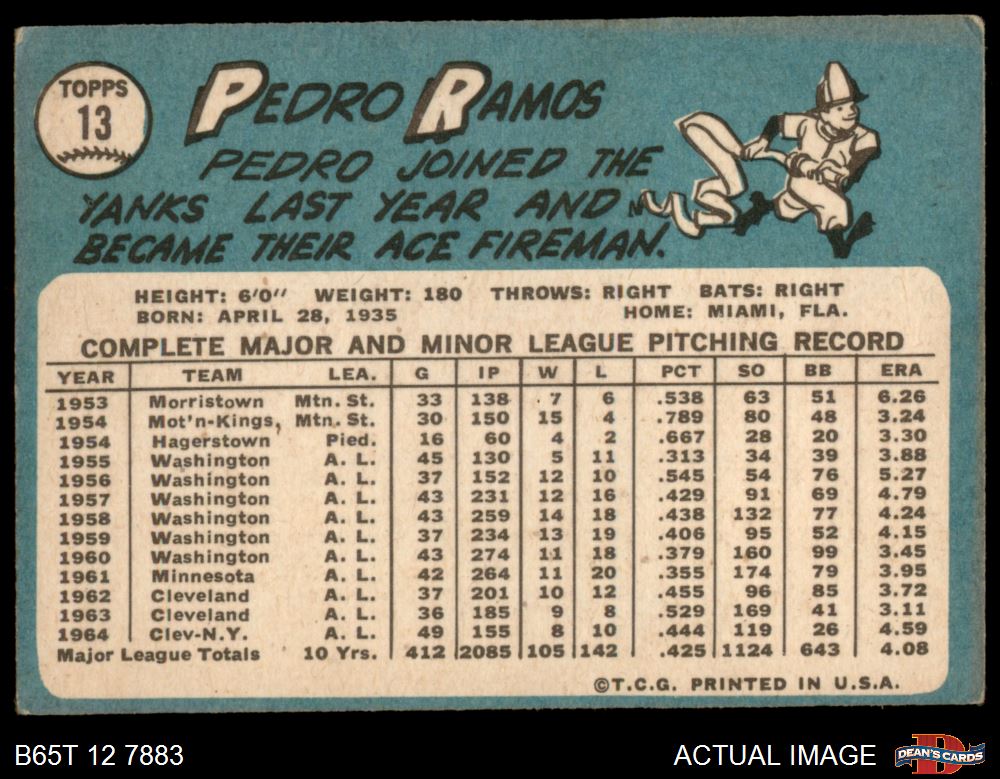 TOPPS
13
PEDRO RAMOS
PEDRO JOINED THE
YANKS LAST YEAR AND
BECAME THEIR ACE FIREMAN.
HEIGHT: 6'0" WEIGHT: 180 THROWS: RIGHT BATS: RIGHT
BORN: APRIL 28, 1935 HOME: MIAMI, FLA.
COMPLETE MAJOR AND MINOR LEAGUE PITCHING RECORD
YEAR TEAM LEA. G IP W L PCT SO BB ERA
1953 Morristown Mtn. St. 33 138 7 6 .538 63 51 6.26
1954 Mot'n-Kings, Mtn. St. 30 150 15 4 .789 80 48 3.24
1954 Hagerstown Pied. 16 60 4 2 .667 28 20 3.30
1955 Washington A. L. 45 130 5 11 .313 34 39 3.88
1956 Washington A. L. 37 152 12 10 .545 54 76 5.27
1957 Washington A. L. 43 231 12 16 .429 91 69 4.79
1958 Washington A. L. 43 259 14 18 .438 132 77 4.24
1959 Washington A. L. 37 234 13 19 .406 95 52 4.15
1960 Washington A. L. 43 274 11 18 .379 160 99 3.45
1961 Minnesota A. L. 42 264 11 20 .355 174 79 3.95
1962 Cleveland A. L. 37 201 10 12 .455 96 85 3.72
1963 Cleveland A. L. 36 185 9 8 .529 169 41 3.11
1964 Clev-N.Y. A. L. 49 155 8 10 .444 119 26 4.59
Major League Totals 10 Yrs. 412 2085 105 142 .425 1124 643 4.08
©T.C.G. PRINTED IN U.S.A.
B65T 12 7883 ACTUAL IMAGE
D
DEAN'S CARDS